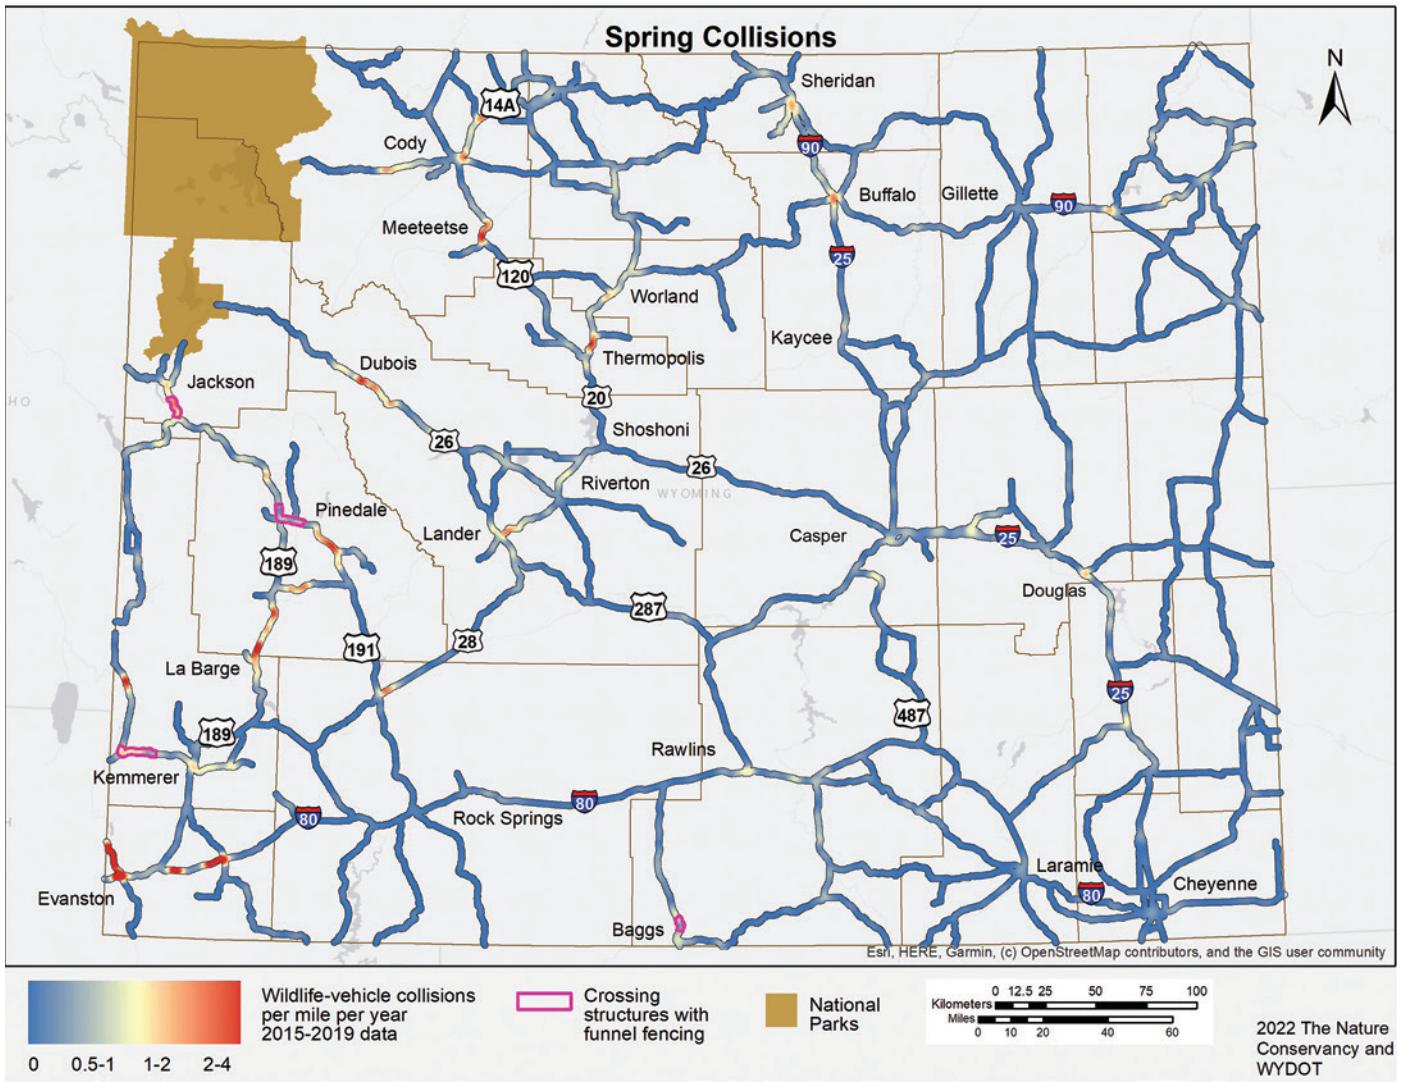 Spring Collisions
N
Sheridan
14A
Cody
90
Buffalo
Gillette
90
Meeteetse
25
120
Worland
Kaycee
Thermopolis
Dubois
Jackson
HO
20
Shoshoni
26
26
Riverton
WYOMING
Pinedale
Lander
Casper
25
189
Douglas
287
28
191
La Barge
25
487
189
Rawlins
Kemmerer
80
Rock Springs
80
Laramie
Cheyenne
80
Evanston
Baggs
Esri, HERE, Garmin, (c) OpenStreetMap contributors, and the GIS user community
0 0.5-1 1-2 2-4
Wildlife-vehicle collisions
per mile per year
2015-2019 data
Crossing
structures with
funnel fencing
National
Parks
0 12.5 25 50 75 100
Kilometers
Miles
0 10 20 40 60
2022 The Nature
Conservancy and
WYDOT